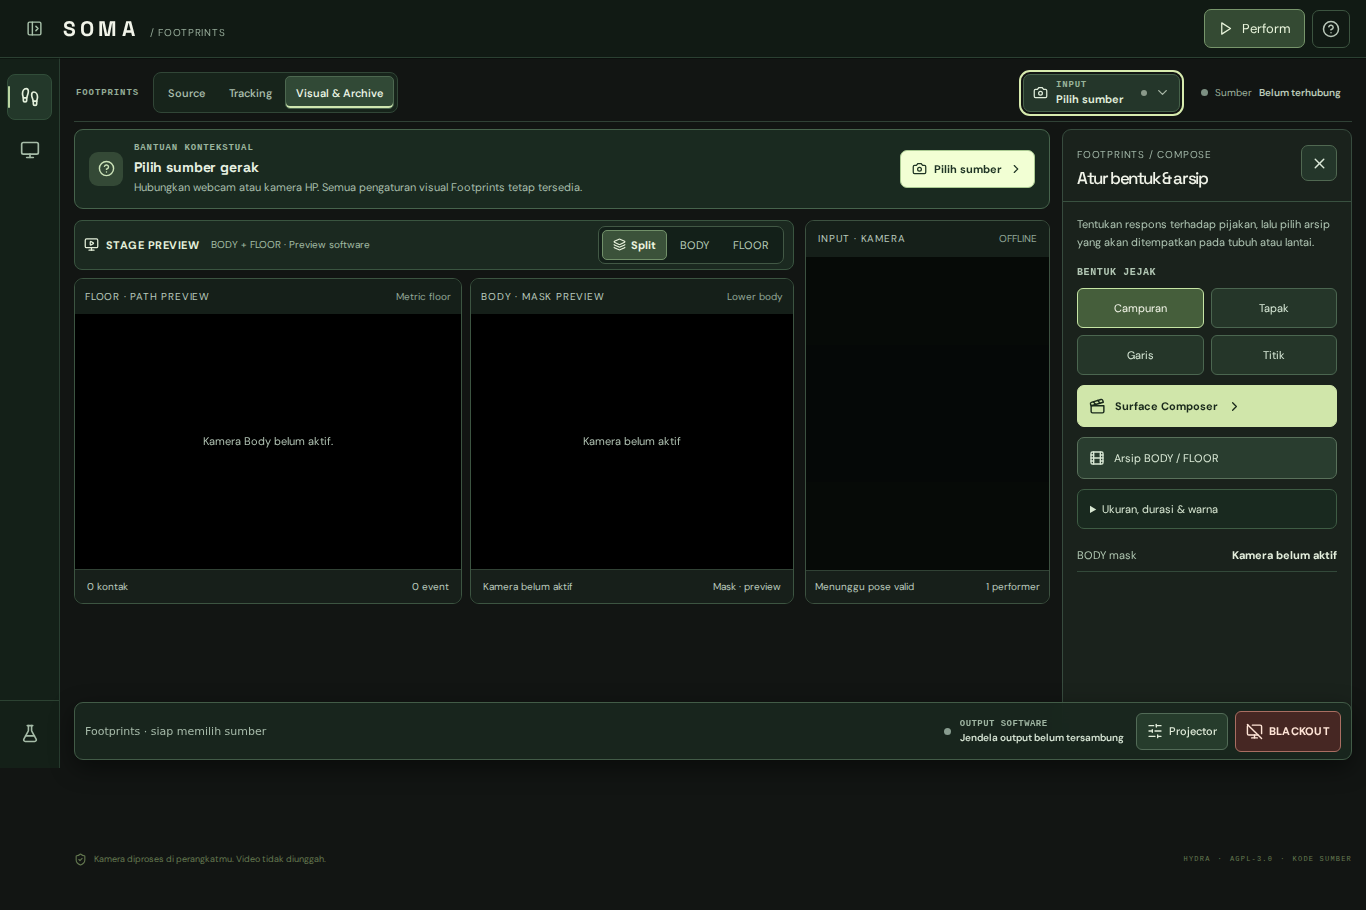 SOMA
/ FOOTPRINTS
Perform
FOOTPRINTS
Source
Tracking
Visual & Archive
INPUT
Pilih sumber
Sumber Belum terhubung
BANTUAN KONTEKSTUAL
Pilih sumber gerak
Hubungkan webcam atau kamera HP. Semua pengaturan visual Footprints tetap tersedia.
Pilih sumber
STAGE PREVIEW
BODY + FLOOR · Preview software
Split
BODY
FLOOR
FLOOR · PATH PREVIEW
Metric floor
Kamera Body belum aktif.
0 kontak
0 event
BODY · MASK PREVIEW
Lower body
Kamera belum aktif
Kamera belum aktif
Mask · preview
INPUT · KAMERA
OFFLINE
Menunggu pose valid
1 performer
FOOTPRINTS / COMPOSE
Atur bentuk & arsip
Tentukan respons terhadap pijakan, lalu pilih arsip
yang akan ditempatkan pada tubuh atau lantai.
BENTUK JEJAK
Campuran
Tapak
Garis
Titik
Surface Composer
Arsip BODY / FLOOR
Ukuran, durasi & warna
BODY mask
Kamera belum aktif
Footprints · siap memilih sumber
OUTPUT SOFTWARE
Jendela output belum tersambung
Projector
BLACKOUT
Kamera diproses di perangkatmu. Video tidak diunggah.
HYDRA · AGPL-3.0 · KODE SUMBER